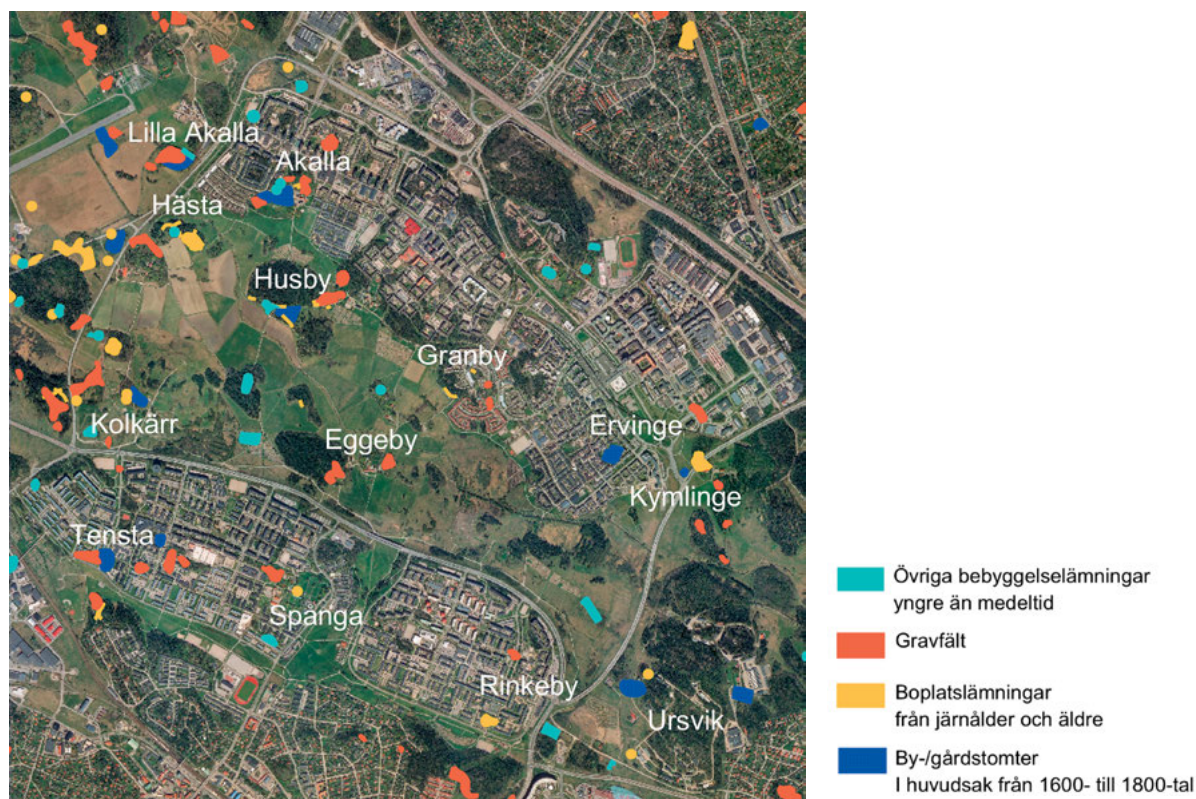 Lilla Akalla
Akalla
Hästa
Husby
Granby
Kolkärr
Eggeby
Ervinge
Kymlinge
Tensta
Spånga
Rinkeby
Ursvik
Övriga bebyggelselämningar
yngre än medeltid
Gravfält
Boplatslämningar
från järnålder och äldre
By-/gårdstomter
I huvudsak från 1600- till 1800-tal